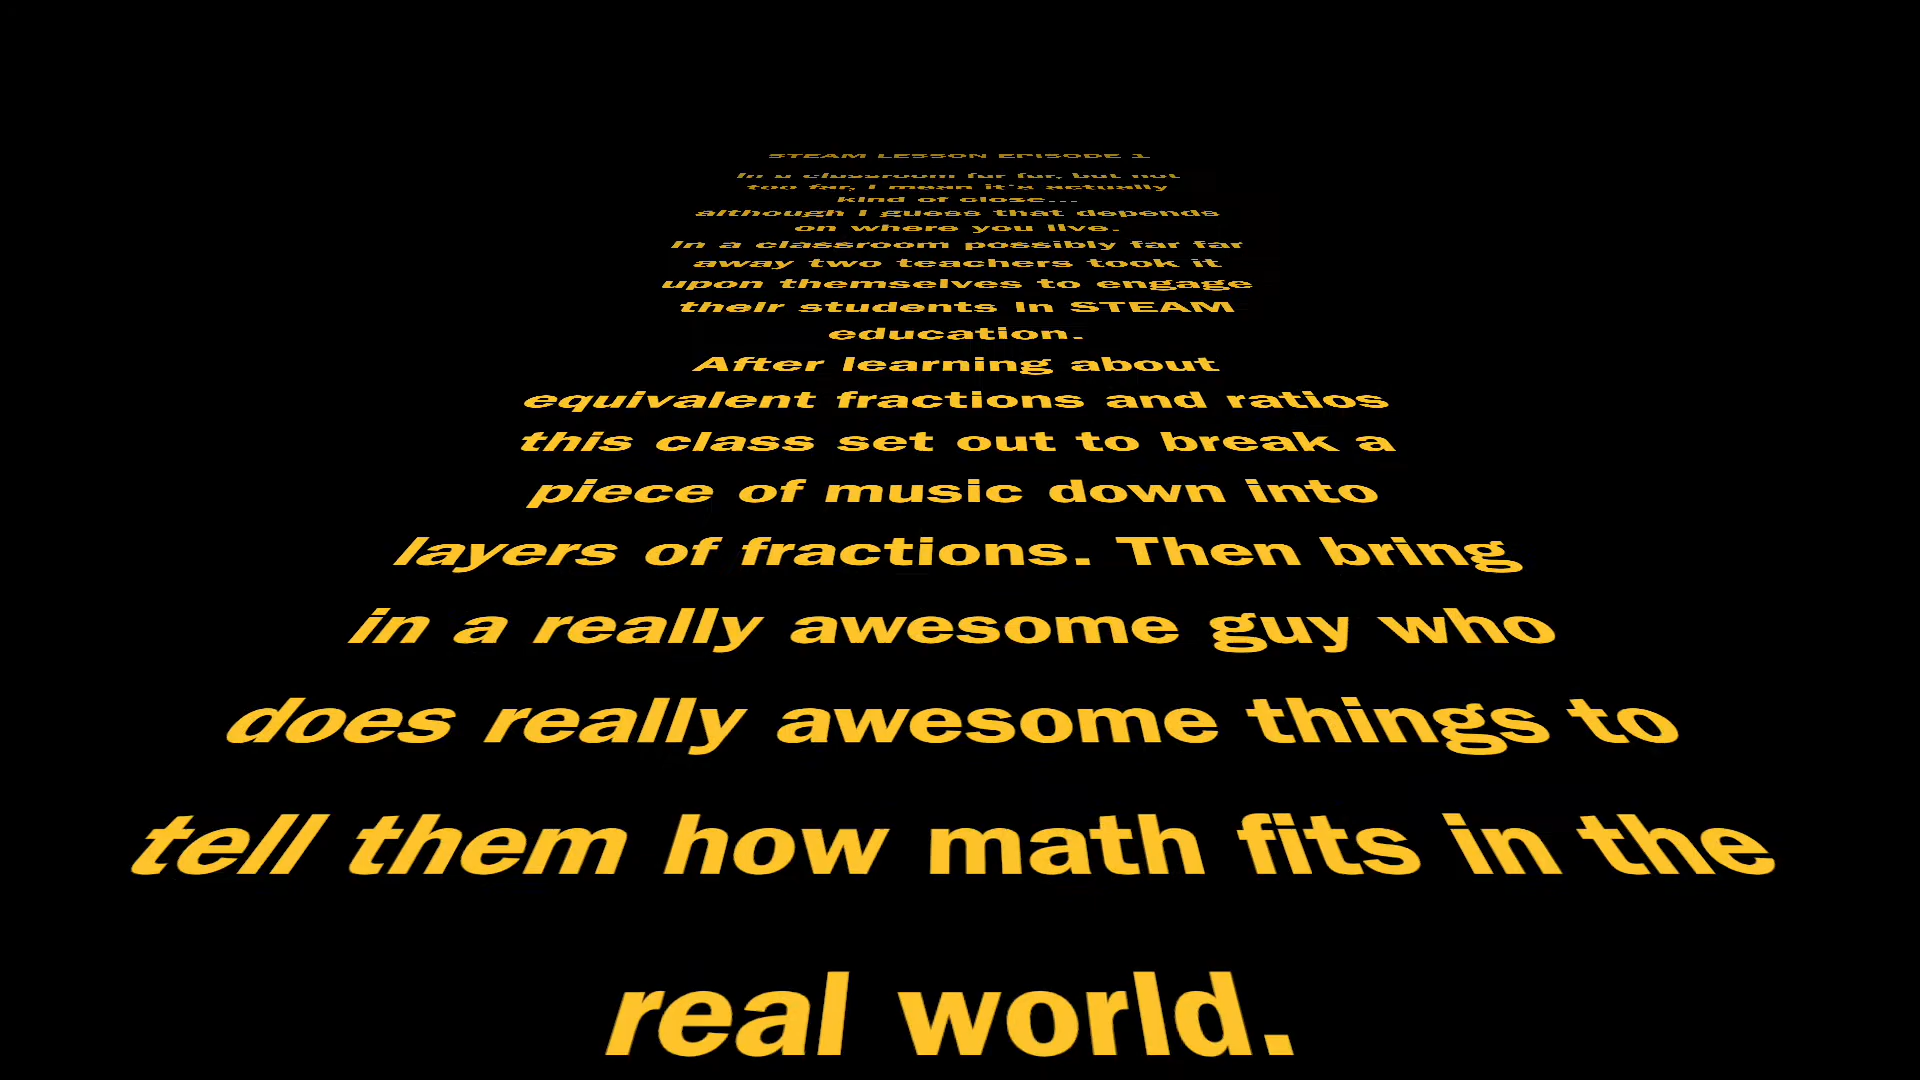 STEAM LESSON EPISODE 1
In a classroom far far, but not
too far, I mean it's actually
kind of close...
although I guess that depends
on where you live.
In a classroom possibly far far
away two teachers took it
upon themselves to engage
their students in STEAM
education.
After learning about
equivalent fractions and ratios
this class set out to break a
piece of music down into
layers of fractions. Then bring
in a really awesome guy who
does really awesome things to
tell them how math fits in the
real world.